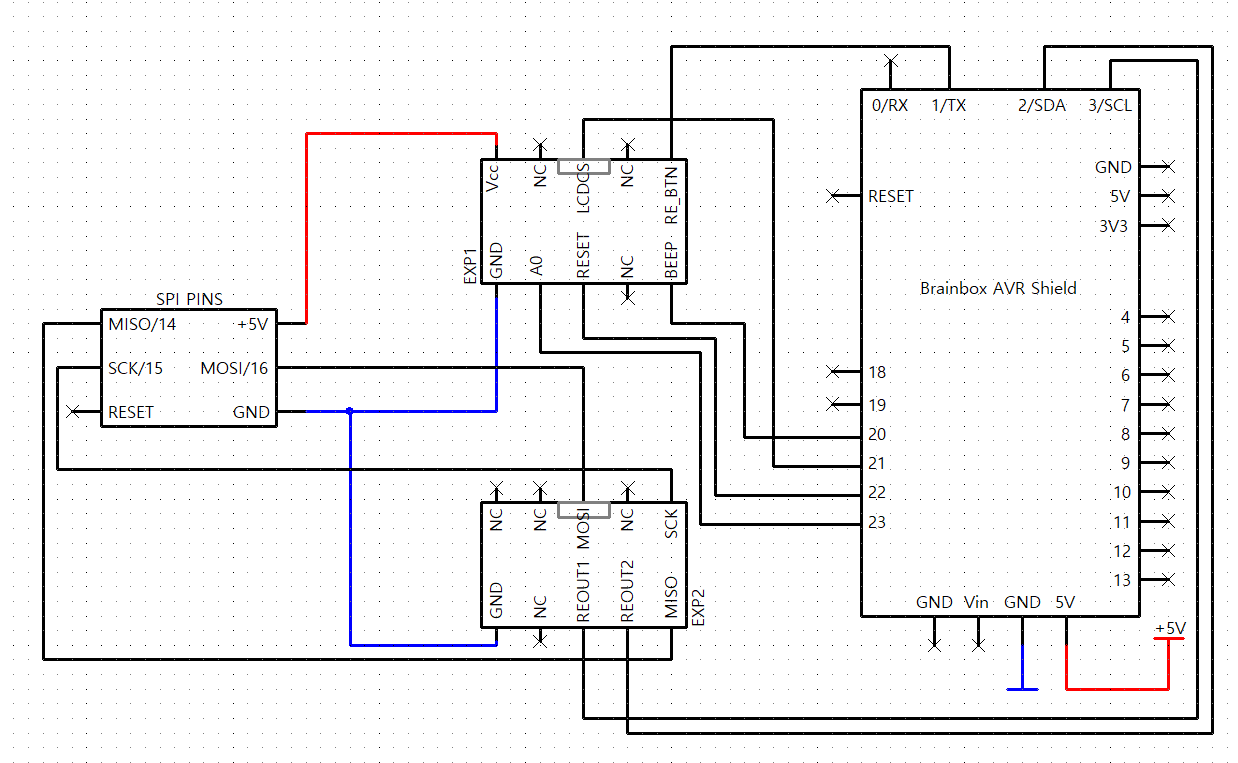 0/RX 1/TX 2/SDA 3/SCL
GND
5V
3V3
RESET
Brainbox AVR Shield
4
5
6
7
8
9
10
11
12
13
18
19
20
21
22
23
GND Vin GND 5V
+5V
EXP1
Vcc NC LCDCS NC RE_BTN
GND A0 RESET NC BEEP
SPI PINS
MISO/14 +5V
SCK/15 MOSI/16
RESET GND
NC NC MOSI NC SCK
GND NC REOUT1 REOUT2 MISO
EXP2